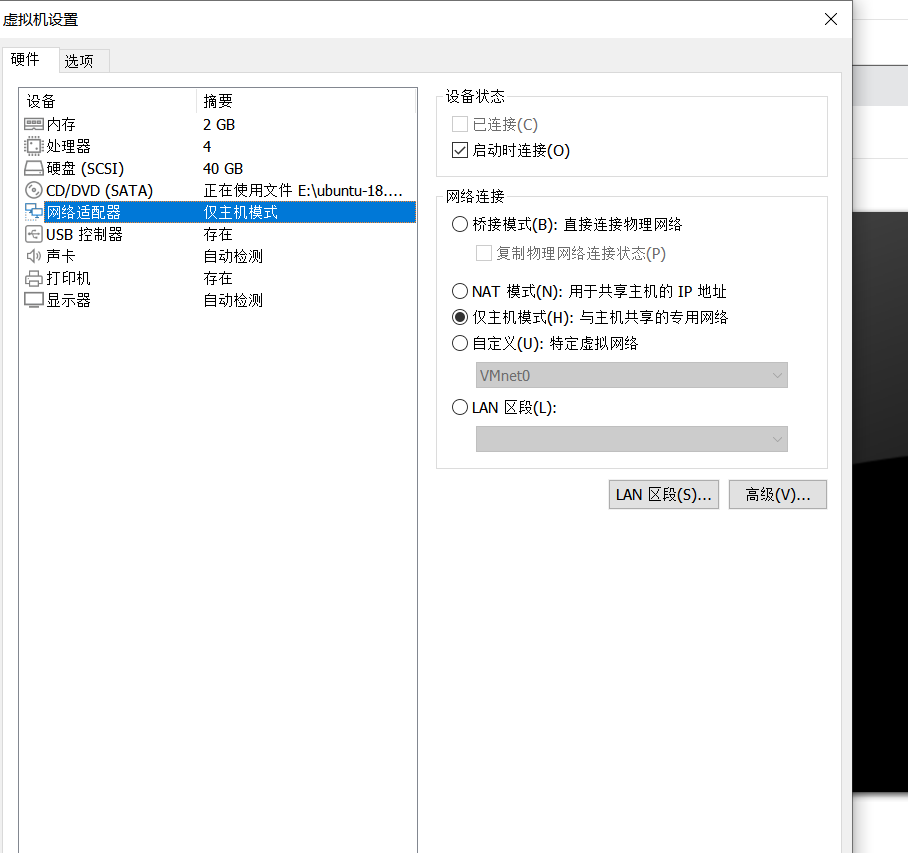 虚拟机设置
硬件 选项
设备 摘要
内存 2 GB
处理器 4
硬盘 (SCSI) 40 GB
CD/DVD (SATA) 正在使用文件 E:\ubuntu-18....
网络适配器 仅主机模式
USB 控制器 存在
声卡 自动检测
打印机 存在
显示器 自动检测
设备状态
已连接(C)
启动时连接(O)
网络连接
桥接模式(B): 直接连接物理网络
复制物理网络连接状态(P)
NAT 模式(N): 用于共享主机的 IP 地址
仅主机模式(H): 与主机共享的专用网络
自定义(U): 特定虚拟网络
VMnet0
LAN 区段(L):
LAN 区段(S)... 高级(V)...